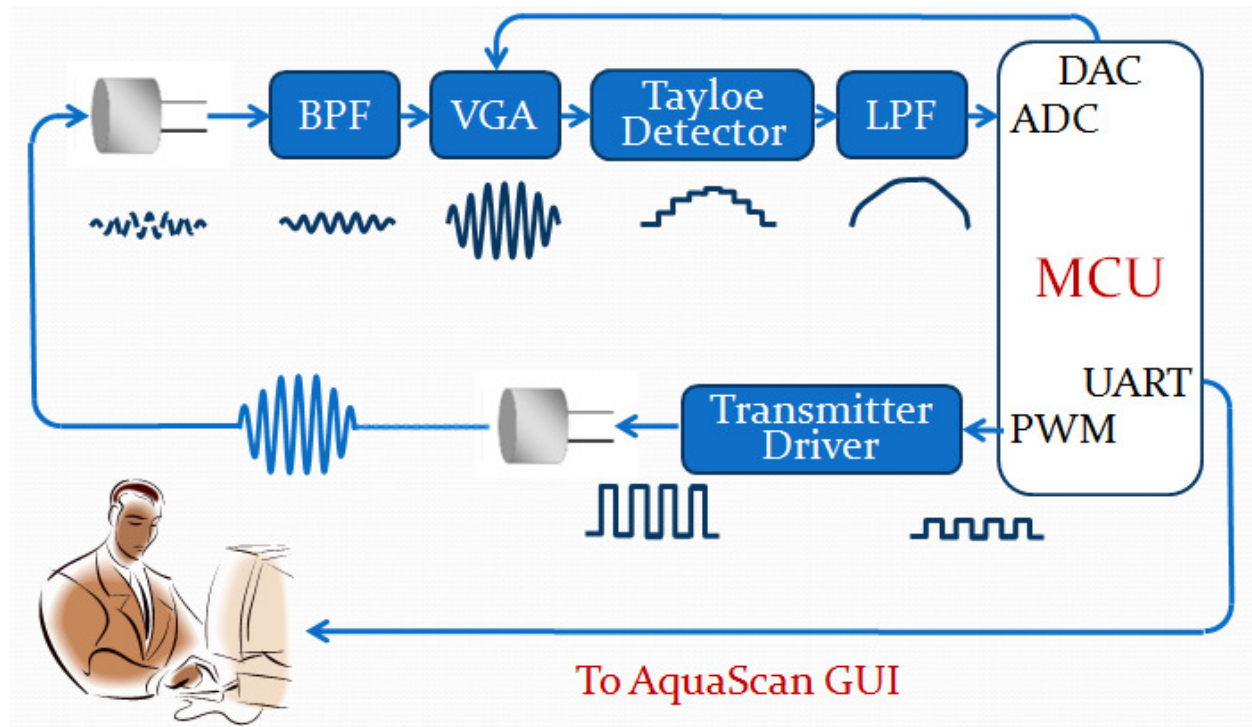 DAC
BPF
VGA
Tayloe
Detector
LPF
ADC
MCU
UART
Transmitter
Driver
PWM
To AquaScan GUI